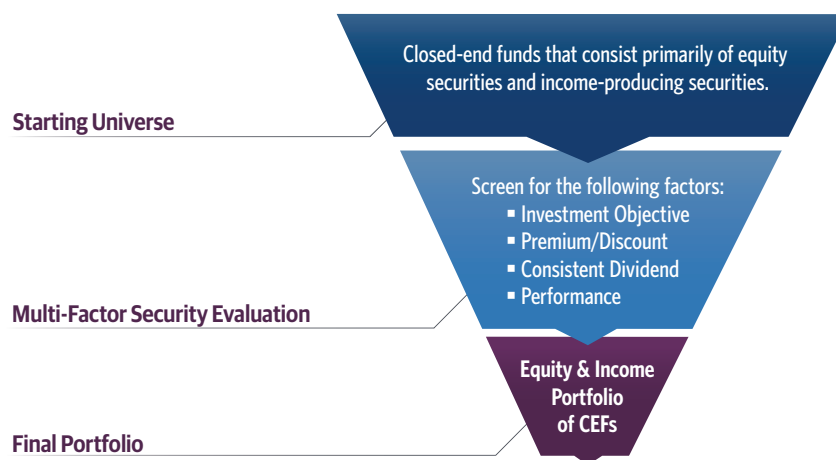 Closed-end funds that consist primarily of equity
securities and income-producing securities.
Starting Universe
Screen for the following factors:
▪ Investment Objective
▪ Premium/Discount
▪ Consistent Dividend
▪ Performance
Multi-Factor Security Evaluation
Equity & Income
Portfolio
of CEFs
Final Portfolio